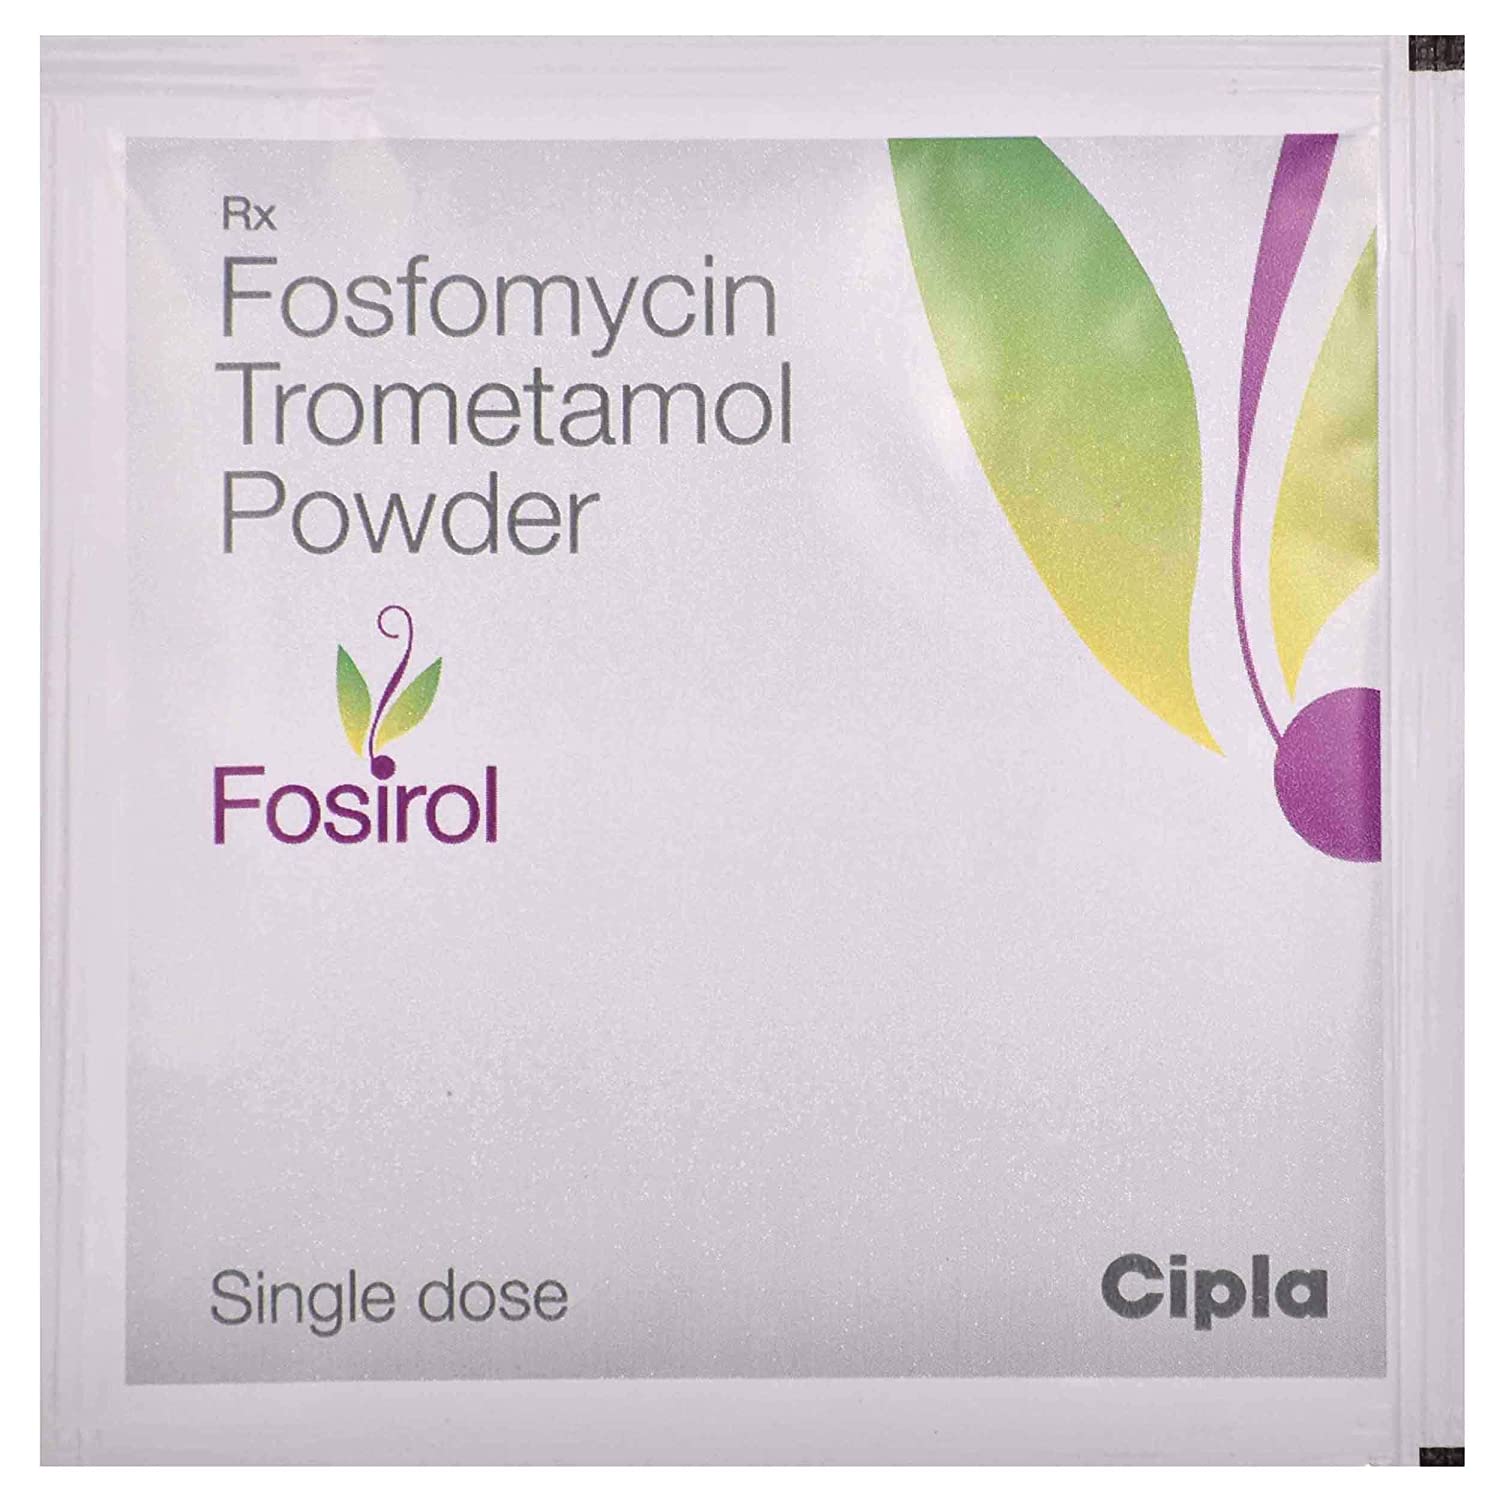 Rx
Fosfomycin
Trometamol
Powder
Fosirol
Single dose
Cipla